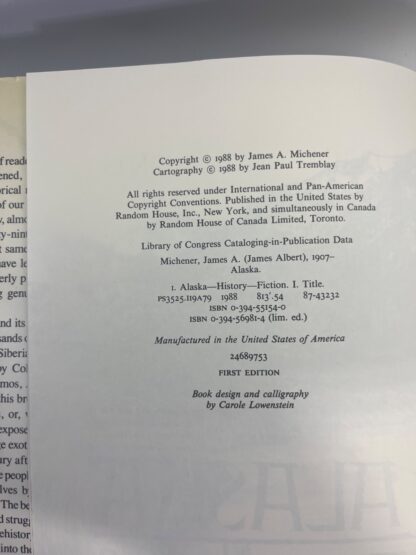 Copyright © 1988 by James A. Michener
Cartography © 1988 by Jean Paul Tremblay
All rights reserved under International and Pan-American
Copyright Conventions. Published in the United States by
Random House, Inc., New York, and simultaneously in Canada
by Random House of Canada Limited, Toronto.
Library of Congress Cataloging-in-Publication Data
Michener, James A. (James Albert), 1907–
Alaska.
1. Alaska—History—Fiction. I. Title.
PS3525.I19A79 1988 813'.54 87-43232
ISBN 0-394-55154-0
ISBN 0-394-56981-4 (lim. ed.)
Manufactured in the United States of America
24689753
FIRST EDITION
Book design and calligraphy
by Carole Lowenstein